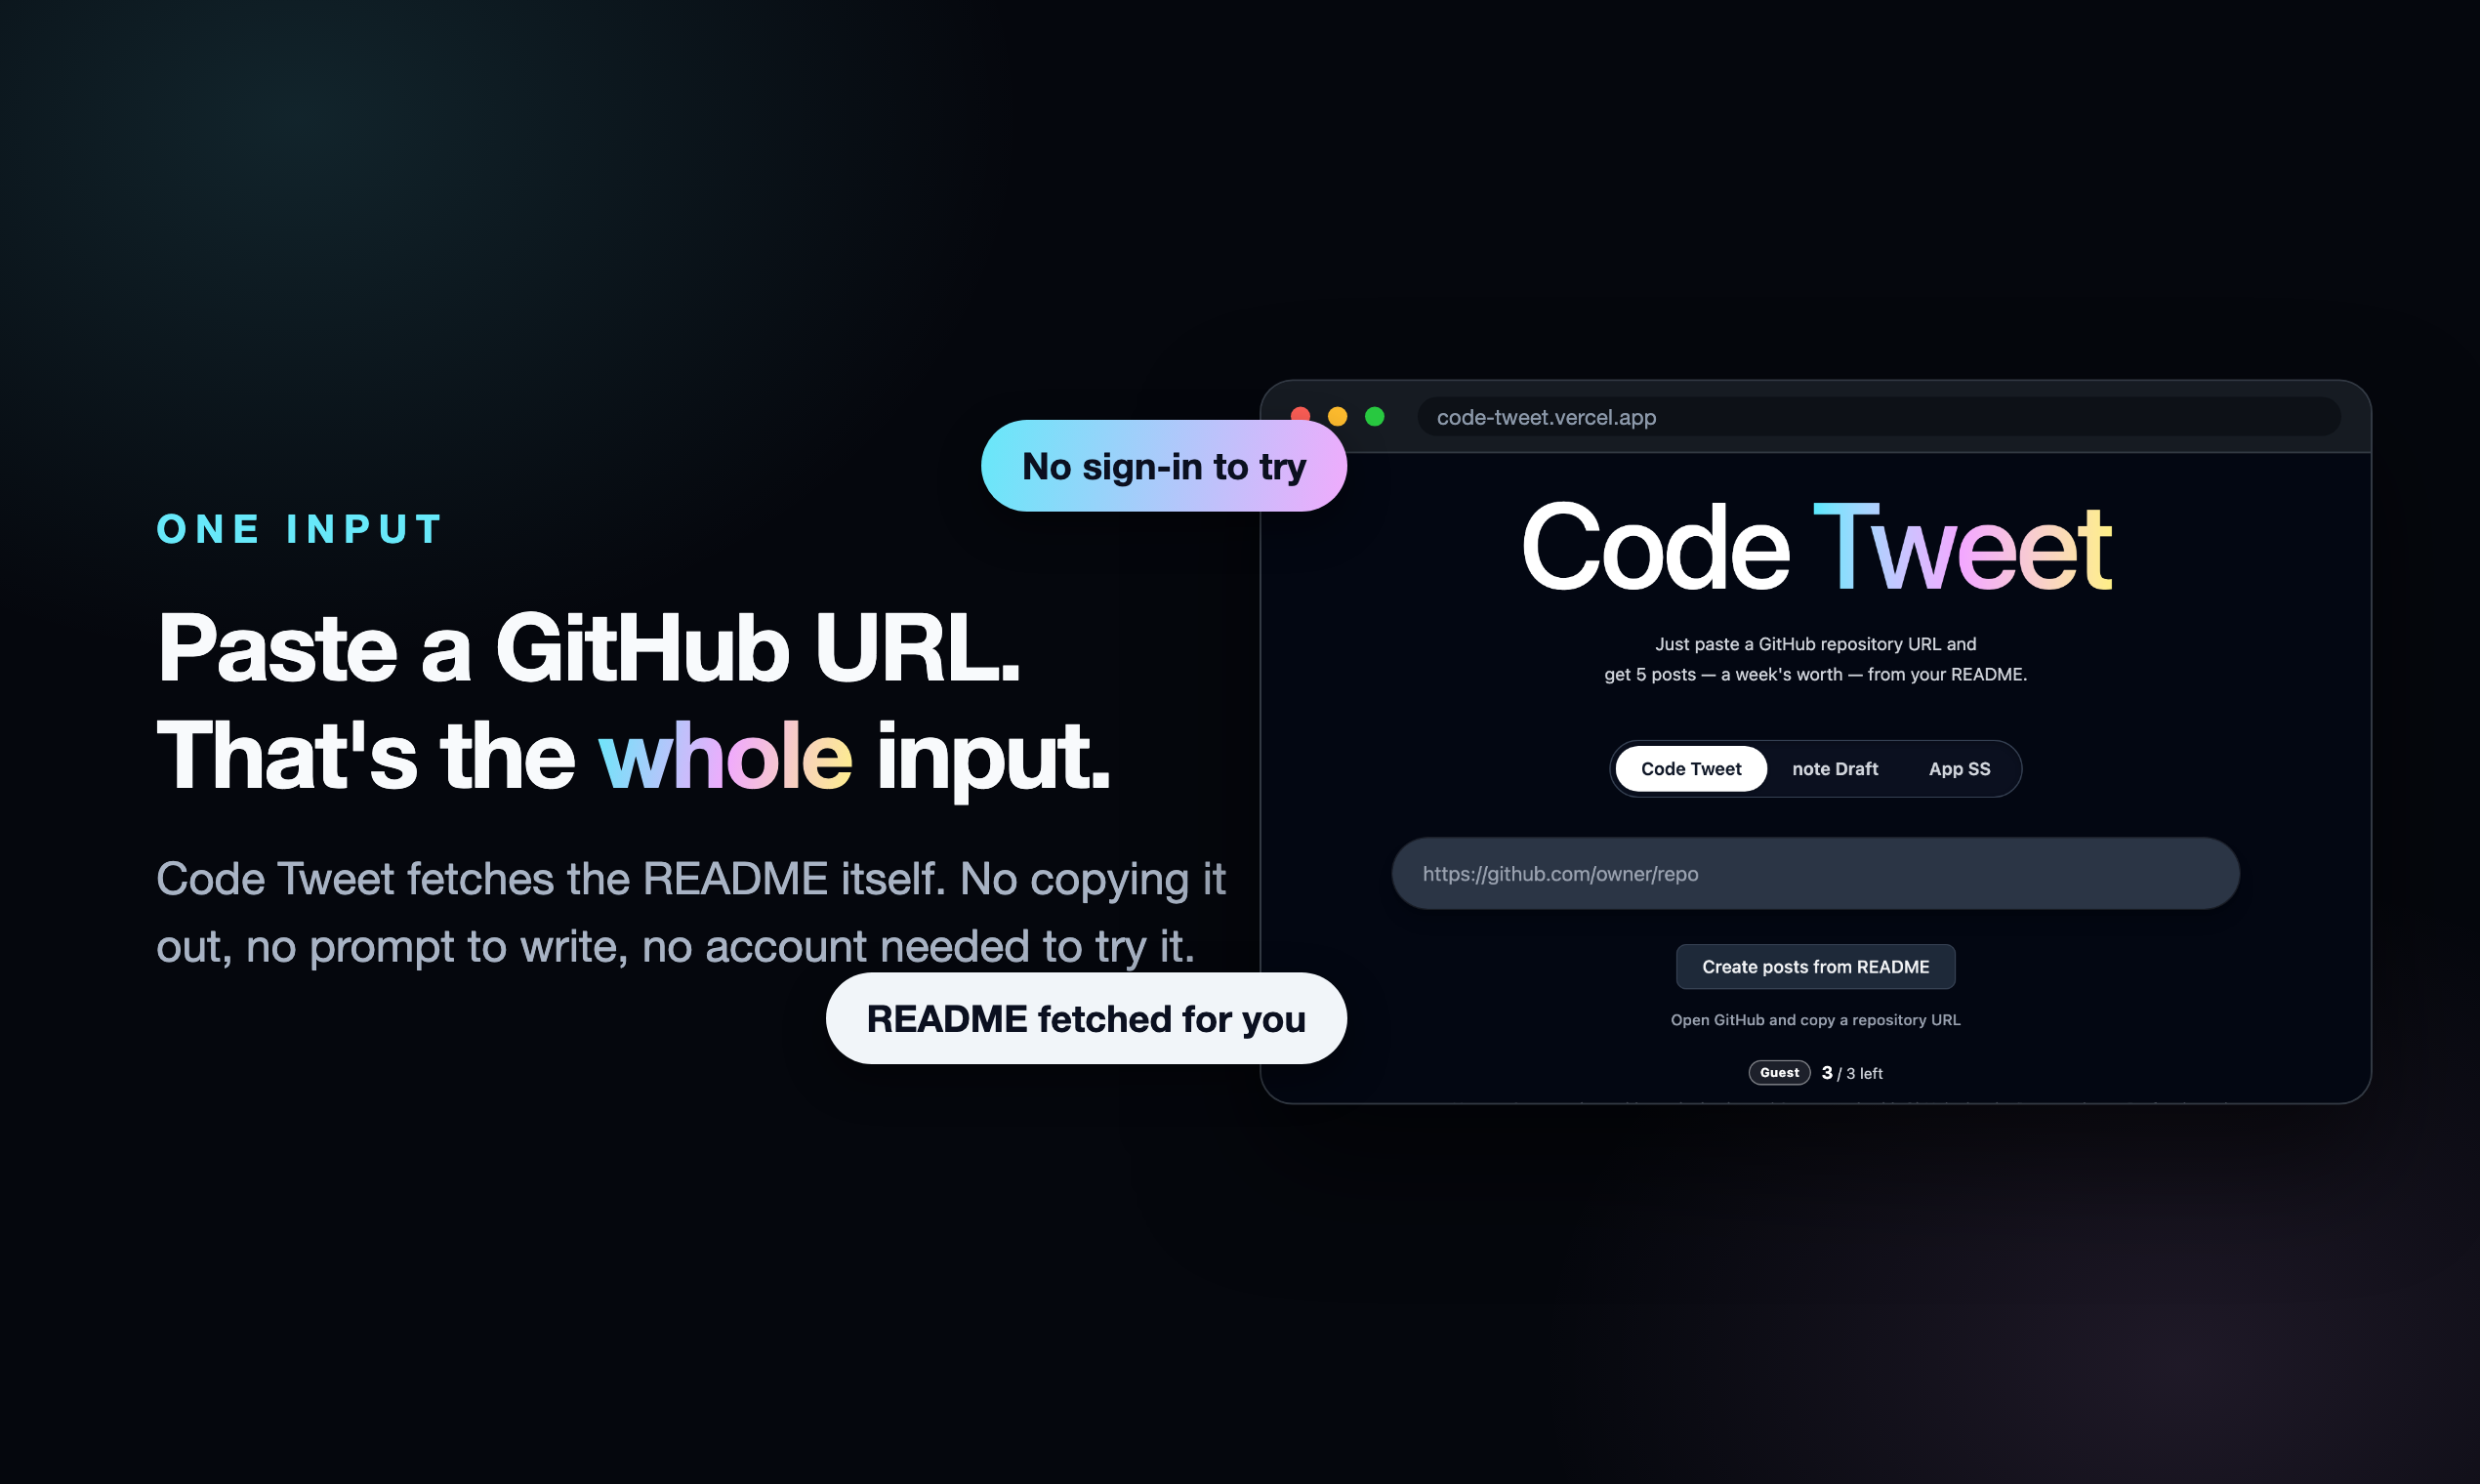 ONE INPUT
Paste a GitHub URL.
That's the whole input.
Code Tweet fetches the README itself. No copying it
out, no prompt to write, no account needed to try it.
No sign-in to try
README fetched for you
code-tweet.vercel.app
Code Tweet
Just paste a GitHub repository URL and
get 5 posts — a week's worth — from your README.
Code Tweet note Draft App SS
https://github.com/owner/repo
Create posts from README
Open GitHub and copy a repository URL
Guest 3 / 3 left